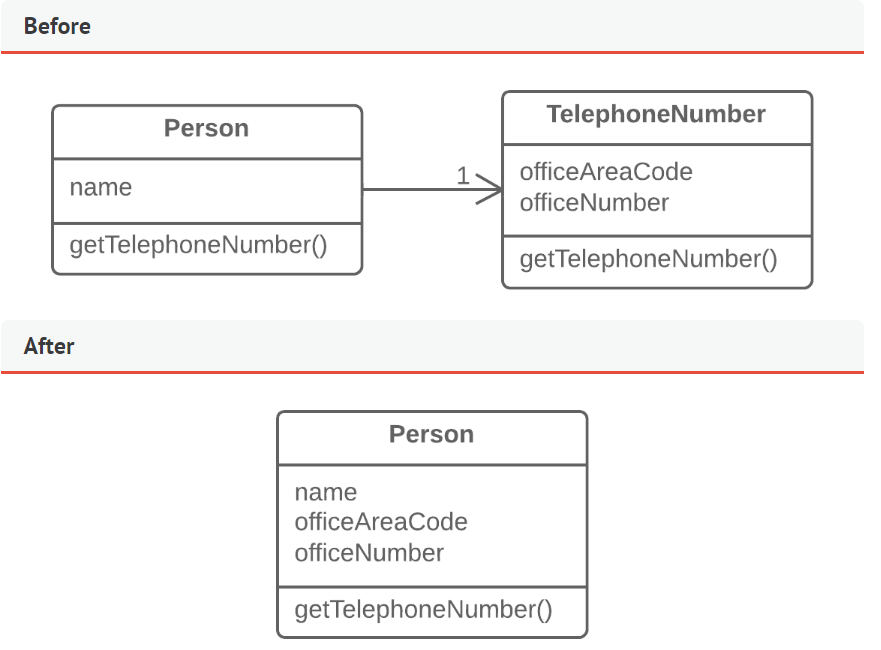 Before
Person
name
getTelephoneNumber()
1
TelephoneNumber
officeAreaCode
officeNumber
getTelephoneNumber()
After
Person
name
officeAreaCode
officeNumber
getTelephoneNumber()